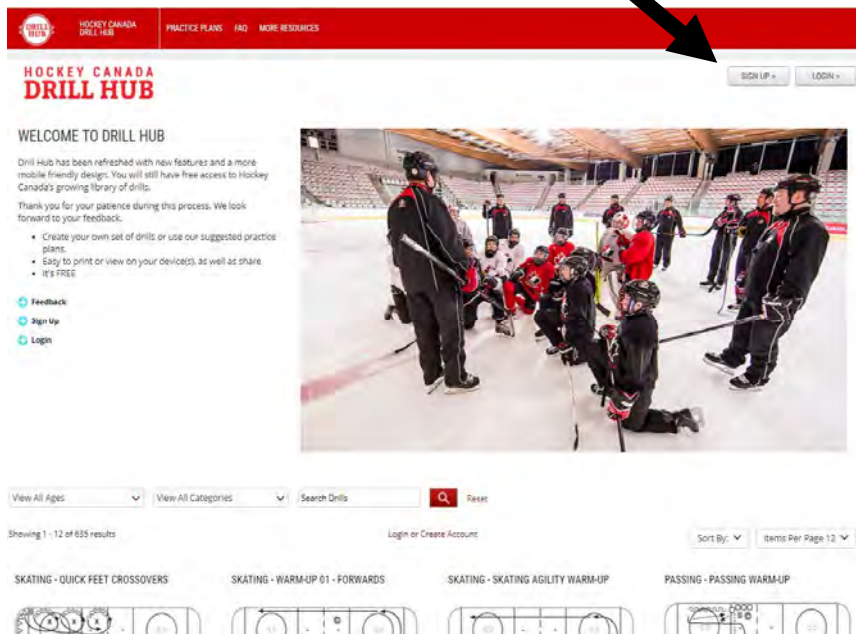 DRILL HUB
HOCKEY CANADA
DRILL HUB
PRACTICE PLANS FAQ MORE RESOURCES
HOCKEY CANADA
DRILL HUB
SIGN UP » LOGIN »
WELCOME TO DRILL HUB
Drill Hub has been refreshed with new features and a more
mobile friendly design. You will still have free access to Hockey
Canada's growing library of drills.
Thank you for your patience during this process. We look
forward to your feedback.
• Create your own set of drills or use our suggested practice
plans.
• Easy to print or view on your device(s), as well as share.
• It's FREE
Feedback
Sign Up
Login
View All Ages View All Categories Search Drills Reset
Showing 1 - 12 of 635 results Login or Create Account Sort By: Items Per Page 12
SKATING - QUICK FEET CROSSOVERS SKATING - WARM-UP 01 - FORWARDS SKATING - SKATING AGILITY WARM-UP PASSING - PASSING WARM-UP